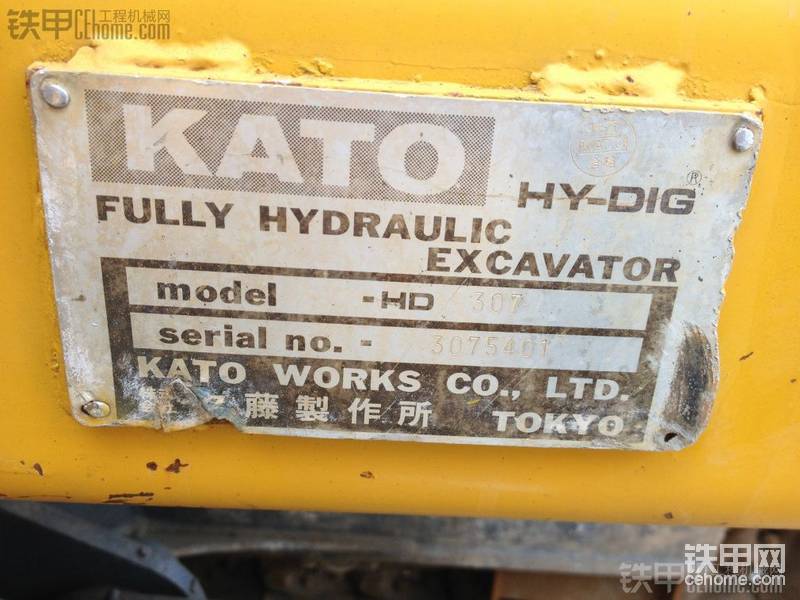 铁甲 工程机械网
CEhome.com
KATO
HY-DIG ®
FULLY HYDRAULIC
EXCAVATOR
model -HD 307
serial no. - 3075401
KATO WORKS CO., LTD.
藤製作所 TOKYO
铁甲网
cehome.com